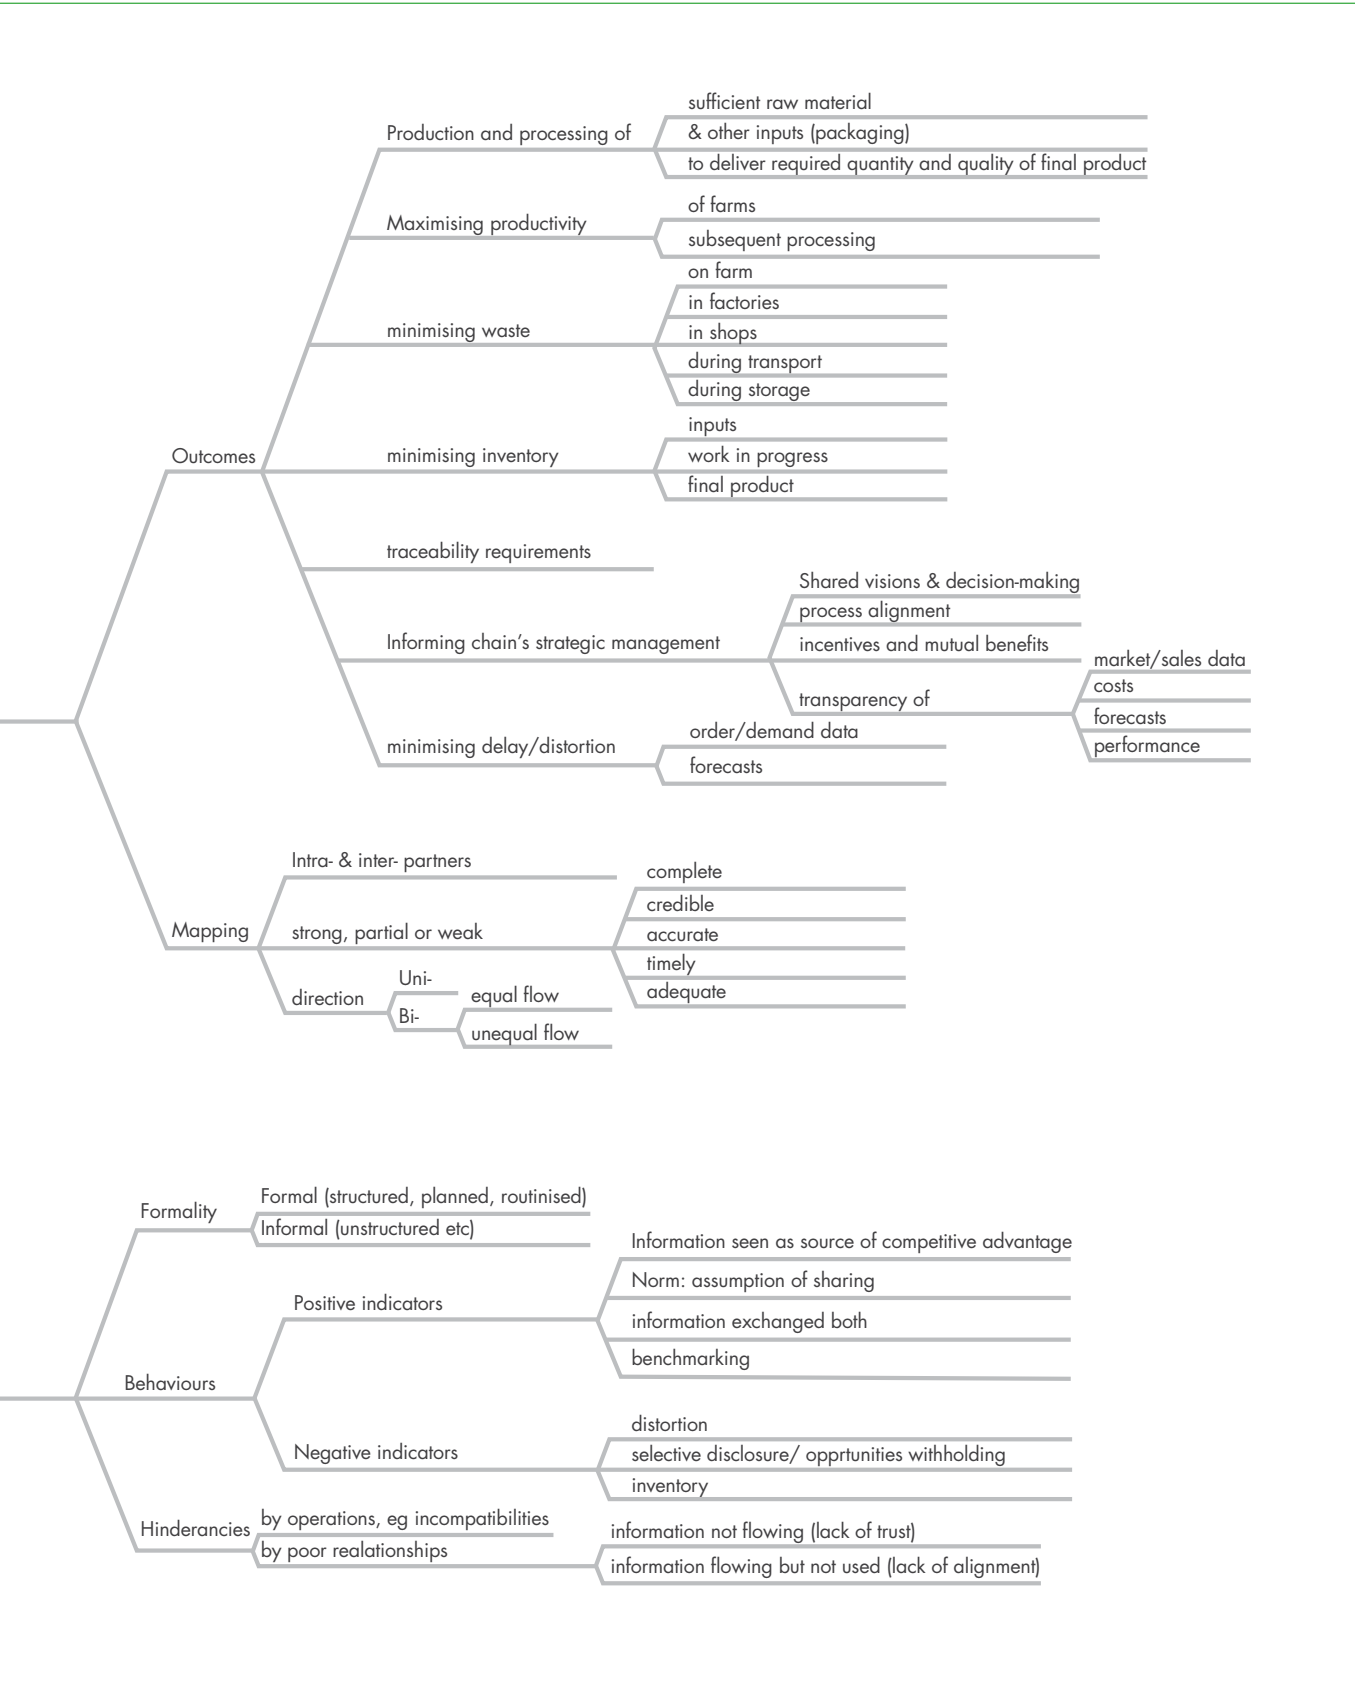 Outcomes
Production and processing of
sufficient raw material
& other inputs (packaging)
to deliver required quantity and quality of final product
Maximising productivity
of farms
subsequent processing
minimising waste
on farm
in factories
in shops
during transport
during storage
minimising inventory
inputs
work in progress
final product
traceability requirements
Informing chain's strategic management
Shared visions & decision-making
process alignment
incentives and mutual benefits
transparency of
market/sales data
costs
forecasts
performance
minimising delay/distortion
order/demand data
forecasts
Mapping
Intra- & inter- partners
strong, partial or weak
complete
credible
accurate
timely
adequate
direction
Uni-
Bi-
equal flow
unequal flow
Formality
Formal (structured, planned, routinised)
Informal (unstructured etc)
Behaviours
Positive indicators
Information seen as source of competitive advantage
Norm: assumption of sharing
information exchanged both
benchmarking
Negative indicators
distortion
selective disclosure/ opprtunities withholding
inventory
Hinderancies
by operations, eg incompatibilities
by poor realationships
information not flowing (lack of trust)
information flowing but not used (lack of alignment)